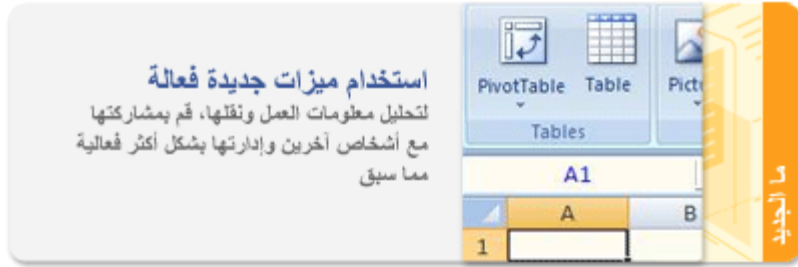 استخدام ميزات جديدة فعالة
لتحليل معلومات العمل ونقلها، قم بمشاركتها
مع أشخاص آخرين وإدارتها بشكل أكثر فعالية
مما سبق
PivotTable Table Pictu
Tables
A1
A B
1
ما الجديد